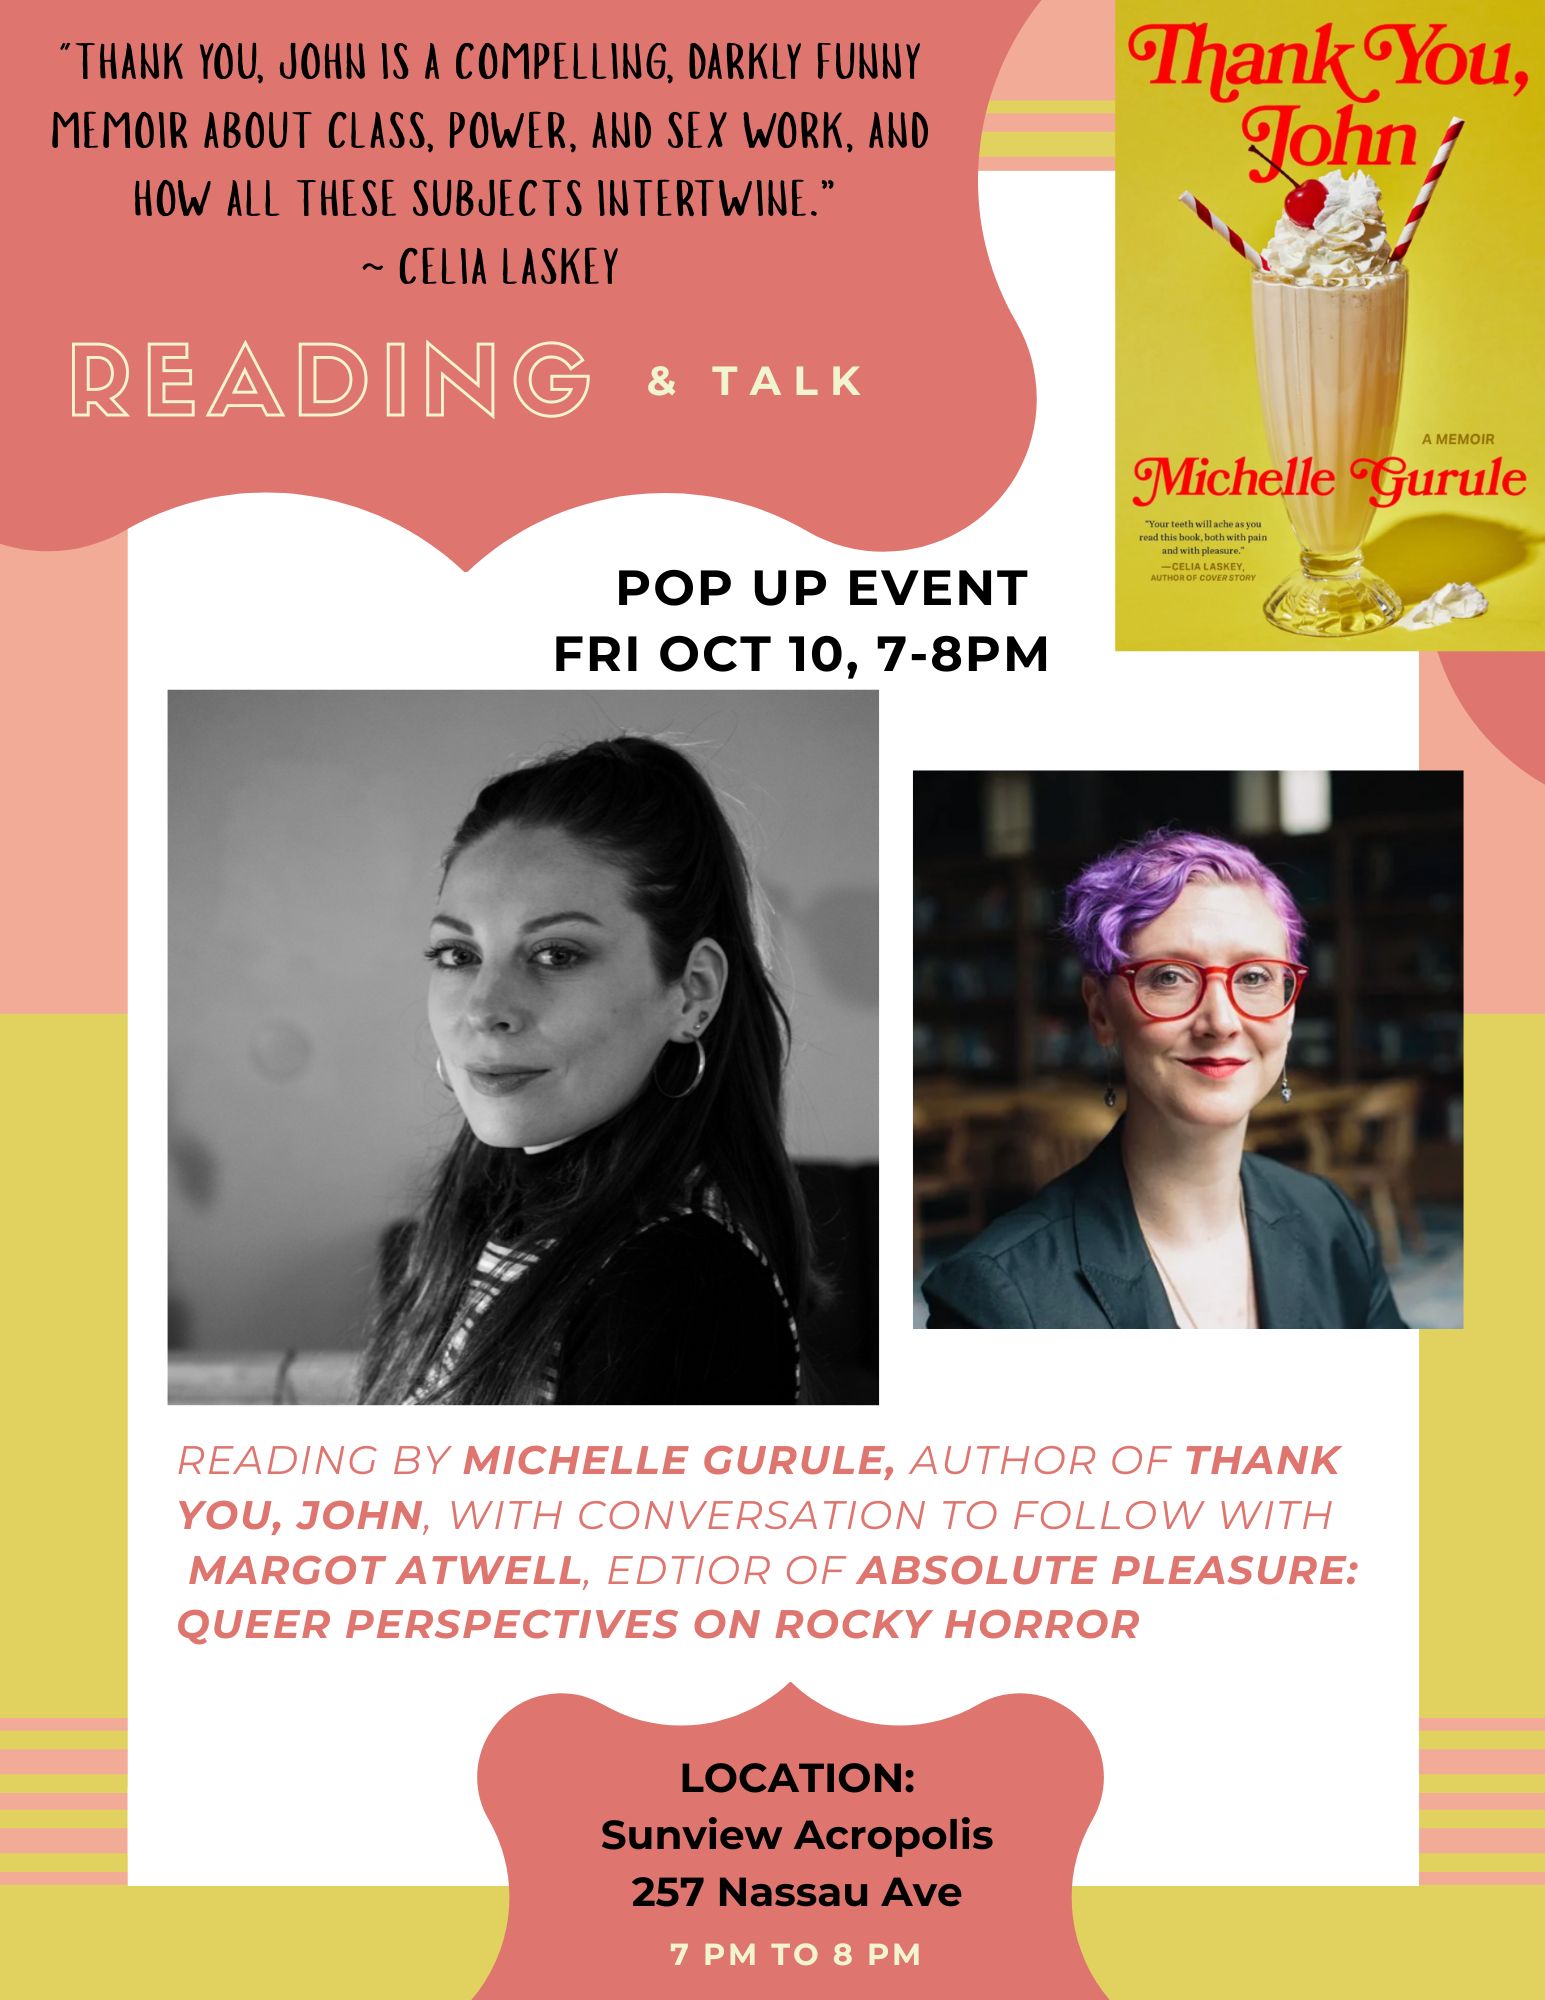 "THANK YOU, JOHN IS A COMPELLING, DARKLY FUNNY
MEMOIR ABOUT CLASS, POWER, AND SEX WORK, AND
HOW ALL THESE SUBJECTS INTERTWINE."
~ CELIA LASKEY
READING & TALK
Thank You,
John
A MEMOIR
Michelle Gurule
"Your teeth will ache as you
read this book, both with pain
and with pleasure."
—CELIA LASKEY,
AUTHOR OF COVER STORY
POP UP EVENT
FRI OCT 10, 7-8PM
READING BY MICHELLE GURULE, AUTHOR OF THANK
YOU, JOHN, WITH CONVERSATION TO FOLLOW WITH
MARGOT ATWELL, EDTIOR OF ABSOLUTE PLEASURE:
QUEER PERSPECTIVES ON ROCKY HORROR
LOCATION:
Sunview Acropolis
257 Nassau Ave
7 PM TO 8 PM